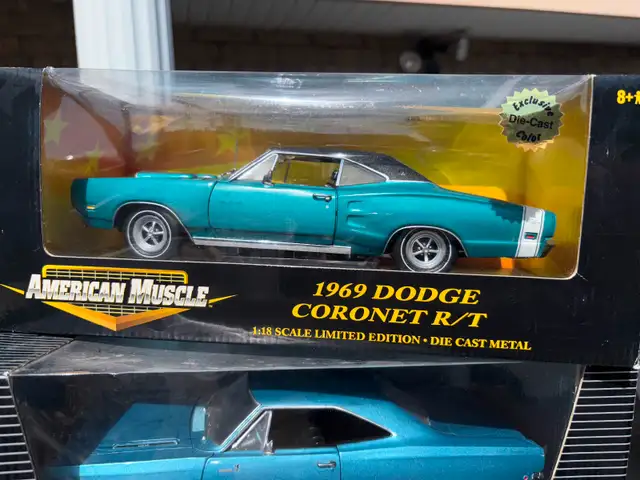 Exclusive
Die-Cast
Color
8+
AMERICAN MUSCLE
1969 DODGE
CORONET R/T
1:18 SCALE LIMITED EDITION • DIE CAST METAL